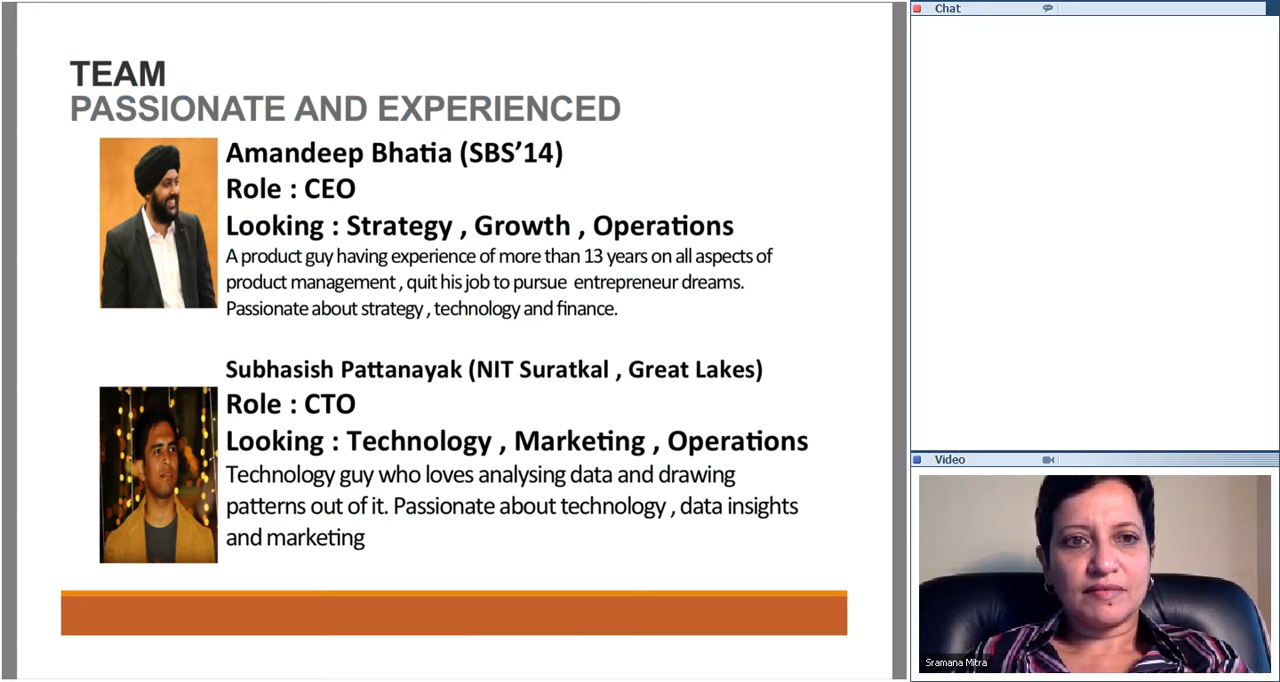 TEAM
PASSIONATE AND EXPERIENCED
Amandeep Bhatia (SBS’14)
Role : CEO
Looking : Strategy , Growth , Operations
A product guy having experience of more than 13 years on all aspects of
product management , quit his job to pursue entrepreneur dreams.
Passionate about strategy , technology and finance.
Subhasish Pattanayak (NIT Suratkal , Great Lakes)
Role : CTO
Looking : Technology , Marketing , Operations
Technology guy who loves analysing data and drawing
patterns out of it. Passionate about technology , data insights
and marketing
Chat
Video
Sramana Mitra